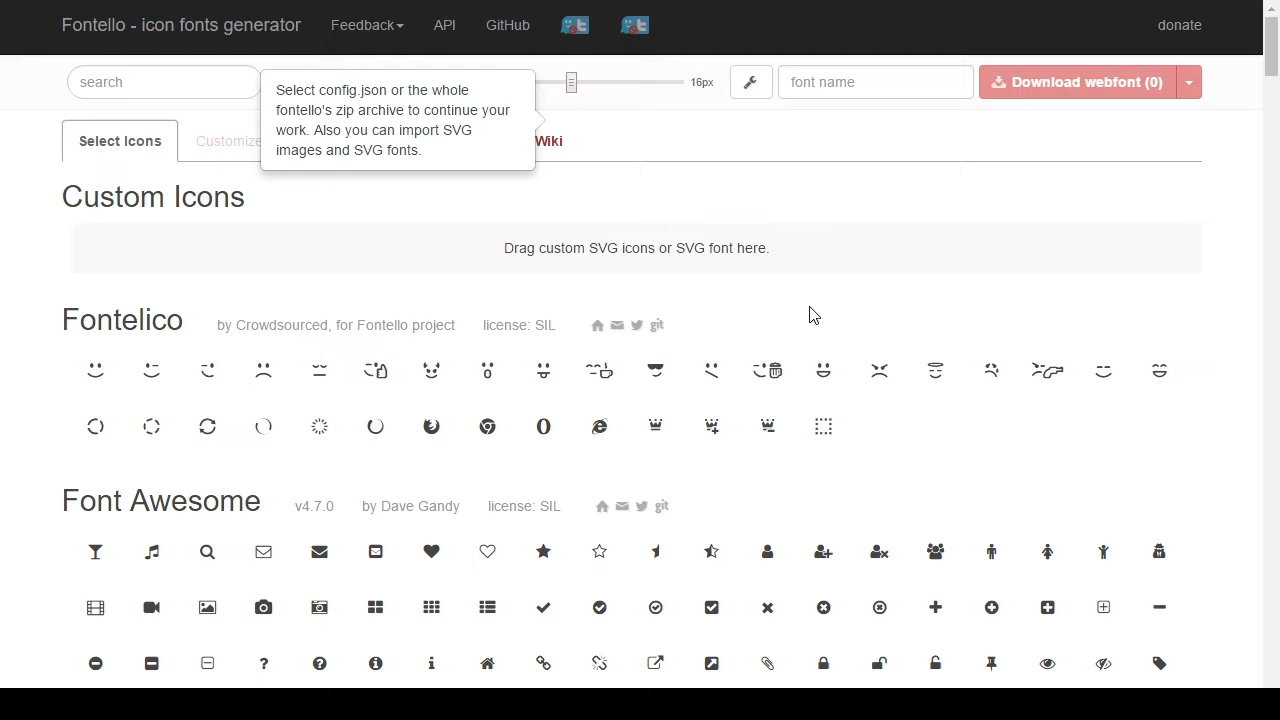 Fontello - icon fonts generator Feedback API GitHub donate
search 16px font name Download webfont (0)
Select config.json or the whole
fontello's zip archive to continue your
work. Also you can import SVG
images and SVG fonts.
Select Icons Customize Wiki
Custom Icons
Drag custom SVG icons or SVG font here.
Fontelico by Crowdsourced, for Fontello project license: SIL git
Font Awesome v4.7.0 by Dave Gandy license: SIL git